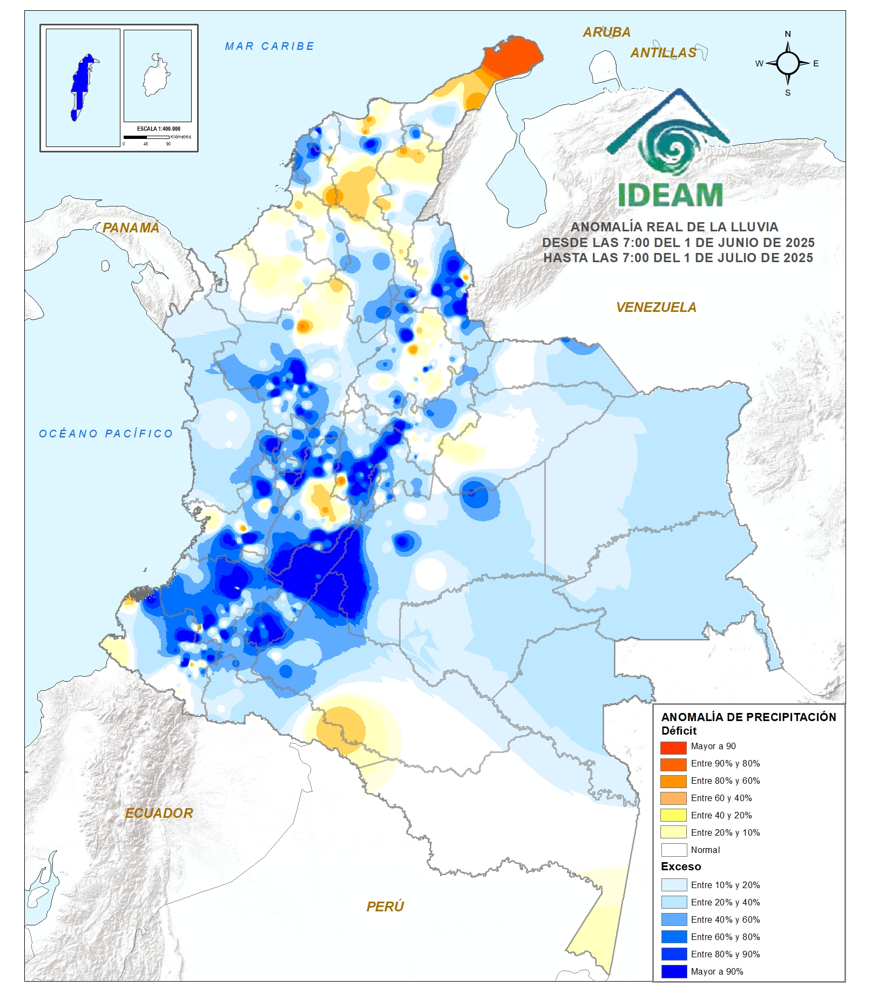 MAR CARIBE
ARUBA
ANTILLAS
N
W
E
S
ESCALA 1:400.000
Kilómetros
0 45 90
IDEAM
ANOMALÍA REAL DE LA LLUVIA
DESDE LAS 7:00 DEL 1 DE JUNIO DE 2025
HASTA LAS 7:00 DEL 1 DE JULIO DE 2025
PANAMÁ
VENEZUELA
OCÉANO PACÍFICO
ECUADOR
PERÚ
ANOMALÍA DE PRECIPITACIÓN
Déficit
Mayor a 90
Entre 90% y 80%
Entre 80% y 60%
Entre 60 y 40%
Entre 40 y 20%
Entre 20% y 10%
Normal
Exceso
Entre 10% y 20%
Entre 20% y 40%
Entre 40% y 60%
Entre 60% y 80%
Entre 80% y 90%
Mayor a 90%